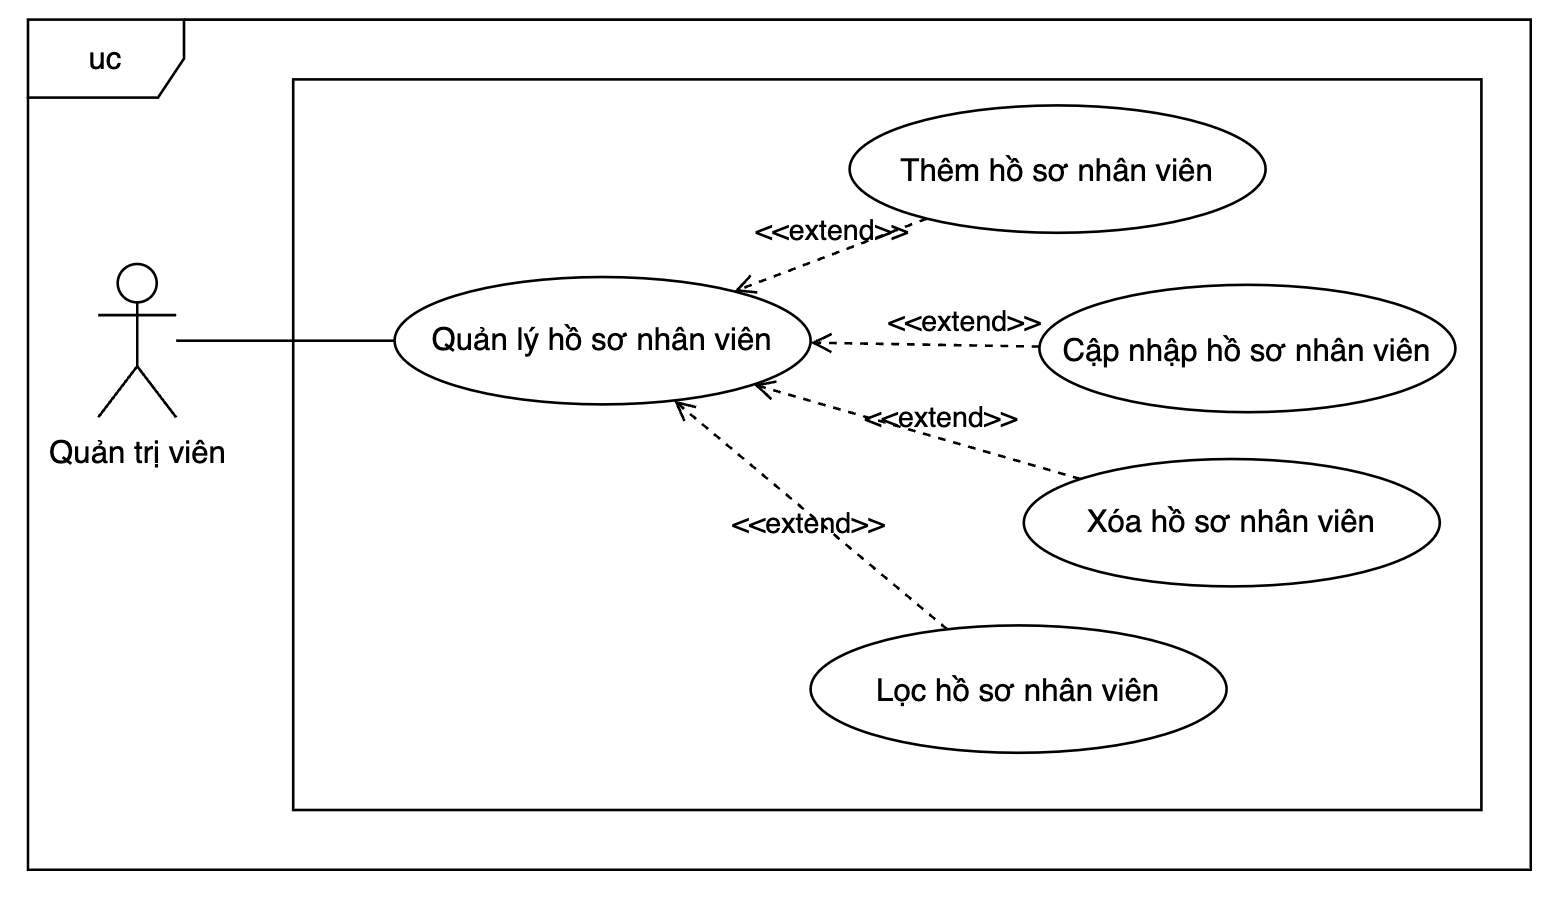 uc
Thêm hồ sơ nhân viên
<<extend>>
<<extend>>
Quản lý hồ sơ nhân viên
Cập nhập hồ sơ nhân viên
<<extend>>
Quản trị viên
Xóa hồ sơ nhân viên
<<extend>>
Lọc hồ sơ nhân viên